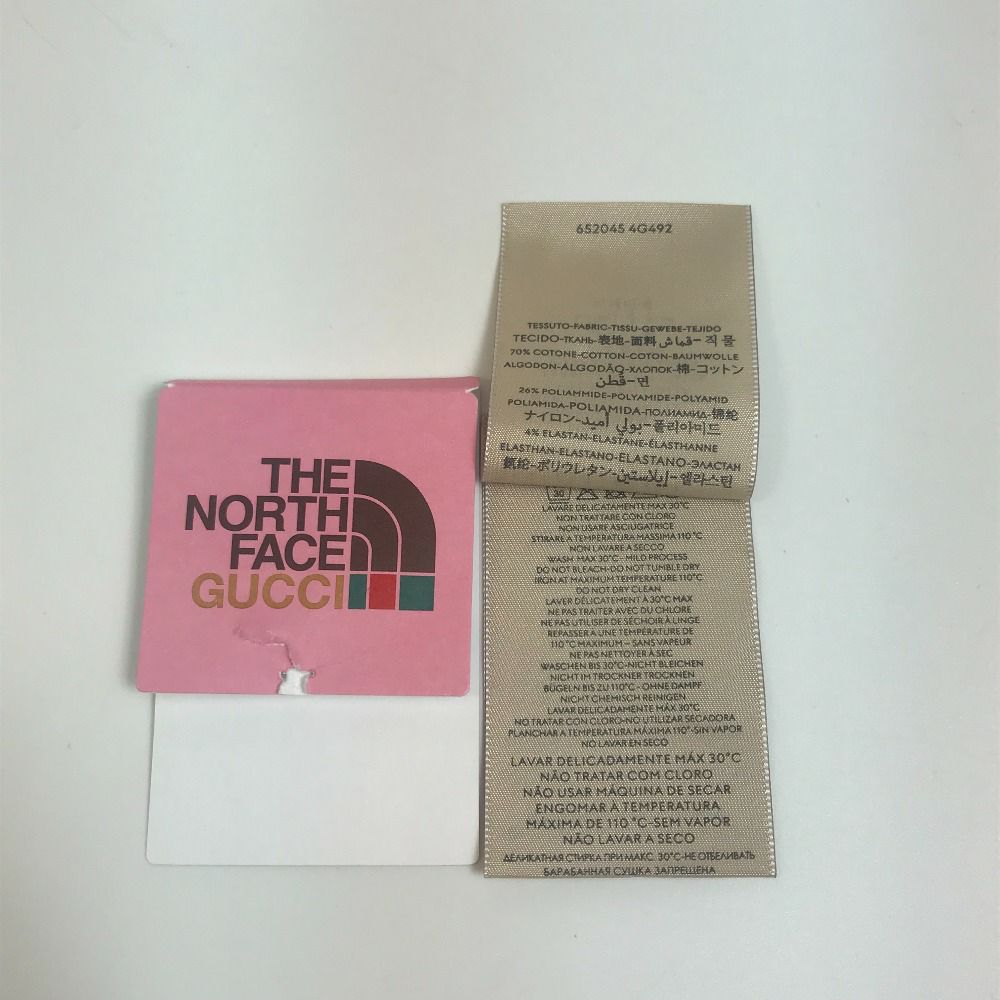 THE
NORTH
FACE
GUCCI
652045 4G492
TESSUTO-FABRIC-TISSU-GEWEBE-TEJIDO
TECIDO-ТКАНЬ-表地-面料 قماش-직물
70% COTONE-COTTON-COTON-BAUMWOLLE
ALGODON-ALGODÃO-ХЛОПОК-棉-コットン
قطن-면
26% POLIAMMIDE-POLYAMIDE-POLYAMID
POLIAMIDA-POLIAMIDA-ПОЛИАМИД-锦纶
ナイロン-بولي أميد-폴리아미드
4% ELASTAN-ELASTANE-ÉLASTHANNE
ELASTHAN-ELASTANO-ELASTANO-ЭЛАСТАН
氨纶-ポリウレタン-إيلاستين-엘라스틴
30
LAVARE DELICATAMENTE MAX 30°C
NON TRATTARE CON CLORO
NON USARE ASCIUGATRICE
STIRARE A TEMPERATURA MASSIMA 110 °C
NON LAVARE A SECCO
WASH MAX 30°C - MILD PROCESS
DO NOT BLEACH-DO NOT TUMBLE DRY
IRON AT MAXIMUM TEMPERATURE 110°C
DO NOT DRY CLEAN
LAVER DÉLICATEMENT À 30°C MAX
NE PAS TRAITER AVEC DU CHLORE
NE PAS UTILISER DE SÉCHOIR À LINGE
REPASSER A UNE TEMPÉRATURE DE
110 °C MAXIMUM - SANS VAPEUR
NE PAS NETTOYER À SEC
WASCHEN BIS 30°C-NICHT BLEICHEN
NICHT IM TROCKNER TROCKNEN
BÜGELN BIS ZU 110°C - OHNE DAMPF
NICHT CHEMISCH REINIGEN
LAVAR DELICADAMENTE MÁX 30°C
NO TRATAR CON CLORO-NO UTILIZAR SECADORA
PLANCHAR A TEMPERATURA MÁXIMA 110°-SIN VAPOR
NO LAVAR EN SECO
LAVAR DELICADAMENTE MÁX 30°C
NÃO TRATAR COM CLORO
NÃO USAR MÁQUINA DE SECAR
ENGOMAR À TEMPERATURA
MÁXIMA DE 110 °C-SEM VAPOR
NÃO LAVAR A SECO
ДЕЛИКАТНАЯ СТИРКА ПРИ МАКС. 30°C-НЕ ОТБЕЛИВАТЬ
БАРАБАННАЯ СУШКА ЗАПРЕЩЕНА